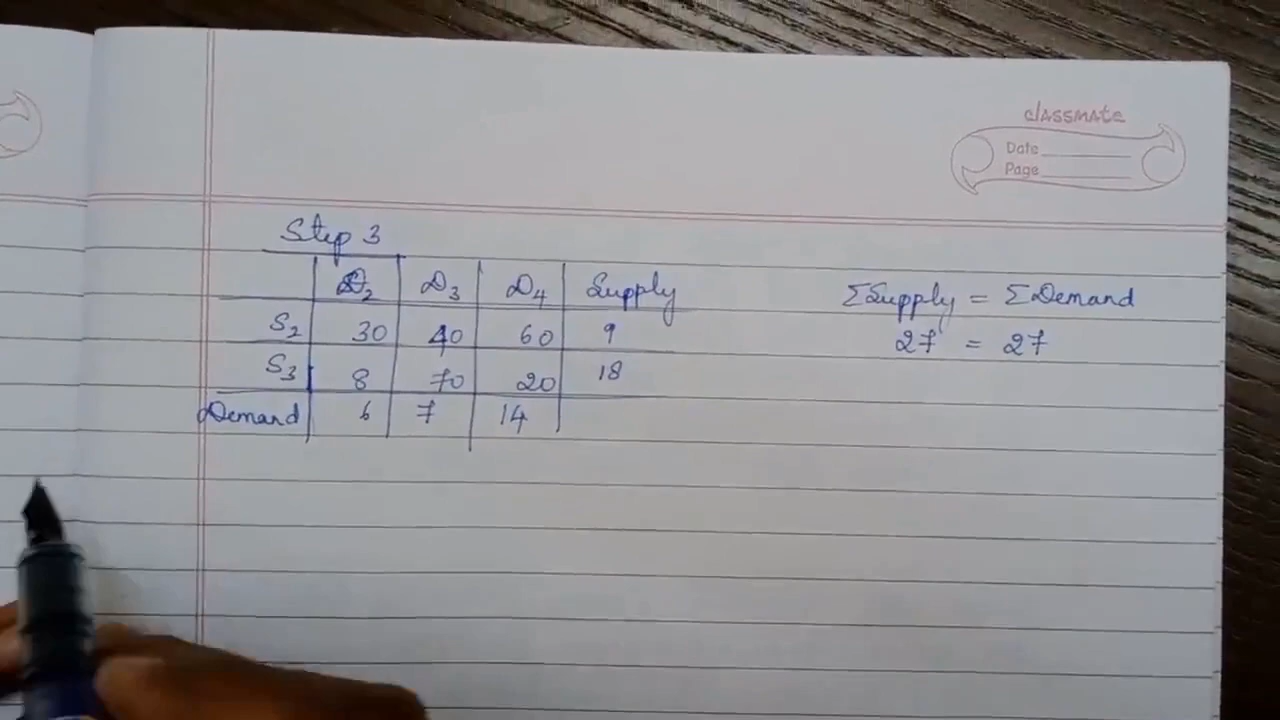 classmate
Date
Page
Step 3
D2 D3 D4 Supply
S2 30 40 60 9
S3 8 70 20 18
Demand 6 7 14
ΣSupply = ΣDemand
27 = 27